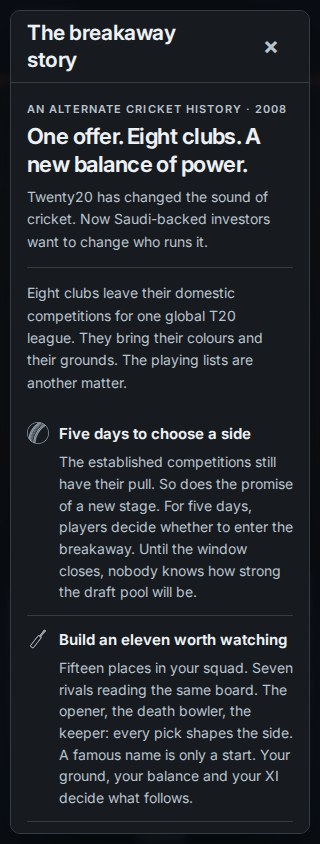 The breakaway
story
×
AN ALTERNATE CRICKET HISTORY · 2008
One offer. Eight clubs. A
new balance of power.
Twenty20 has changed the sound of
cricket. Now Saudi-backed investors
want to change who runs it.
Eight clubs leave their domestic
competitions for one global T20
league. They bring their colours and
their grounds. The playing lists are
another matter.
Five days to choose a side
The established competitions still
have their pull. So does the promise
of a new stage. For five days,
players decide whether to enter the
breakaway. Until the window
closes, nobody knows how strong
the draft pool will be.
Build an eleven worth watching
Fifteen places in your squad. Seven
rivals reading the same board. The
opener, the death bowler, the
keeper: every pick shapes the side.
A famous name is only a start. Your
ground, your balance and your XI
decide what follows.